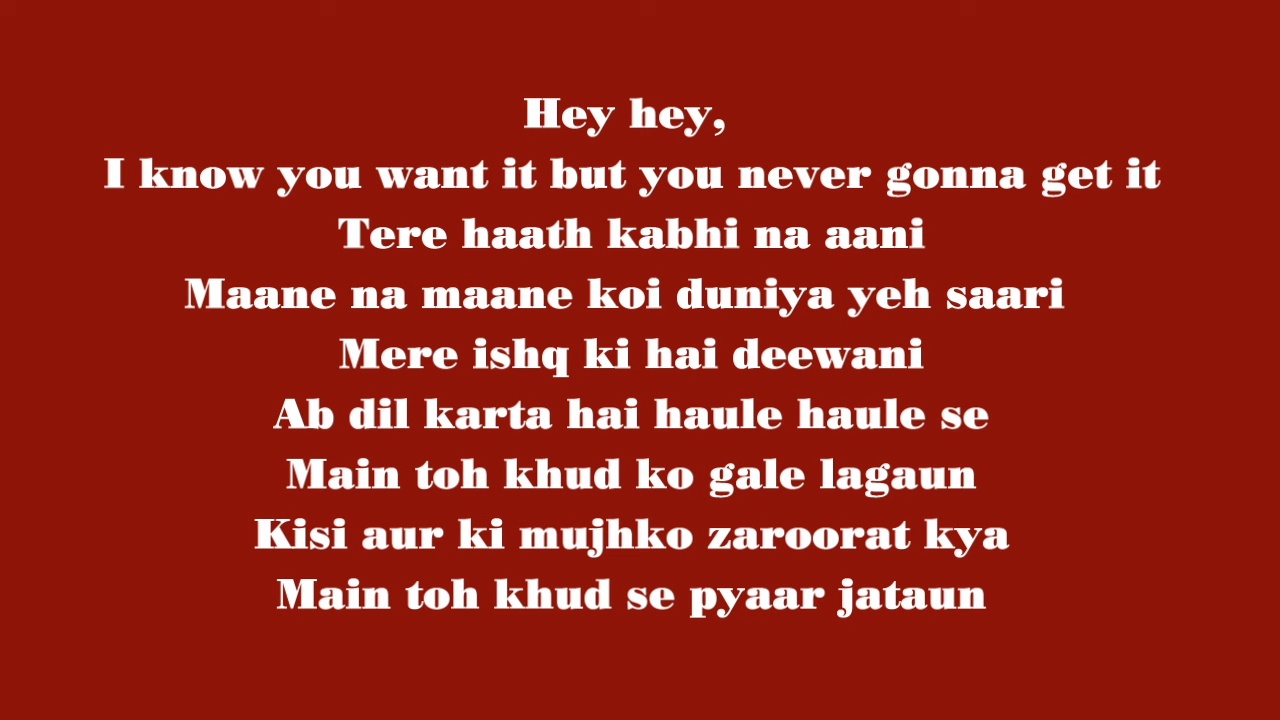 Hey hey,
I know you want it but you never gonna get it
Tere haath kabhi na aani
Maane na maane koi duniya yeh saari
Mere ishq ki hai deewani
Ab dil karta hai haule haule se
Main toh khud ko gale lagaun
Kisi aur ki mujhko zaroorat kya
Main toh khud se pyaar jataun